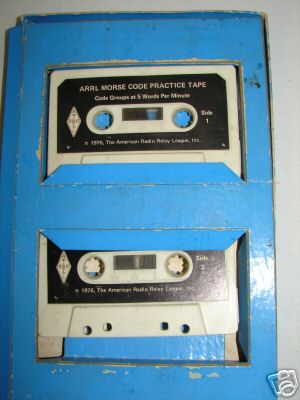 ARRL MORSE CODE PRACTICE TAPE
Code Groups at 5 Words Per Minute
Side
1
© 1976, The American Radio Relay League, Inc.
Side
3
© 1976, The American Radio Relay League, Inc.
ebY